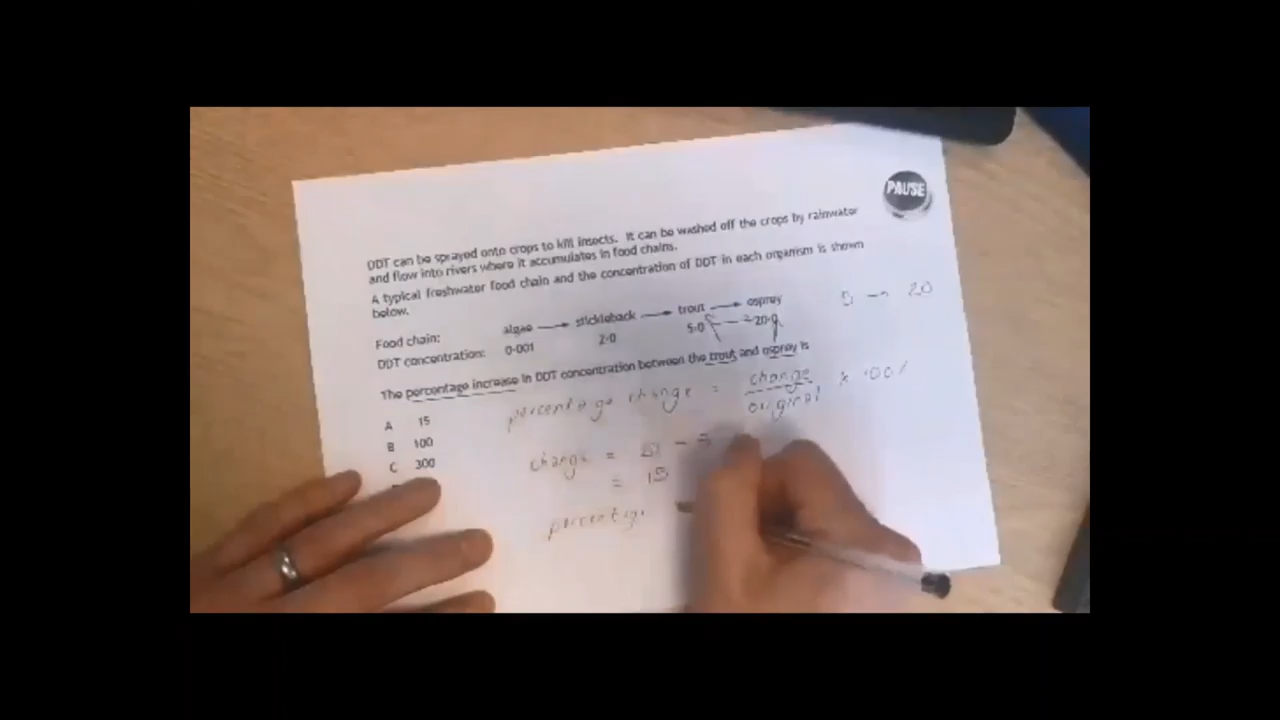 PAUSE
DDT can be sprayed onto crops to kill insects. It can be washed off the crops by rainwater
and flow into rivers where it accumulates in food chains.
A typical freshwater food chain and the concentration of DDT in each organism is shown
below.
5 → 20
Food chain: algae → stickleback → trout → osprey
DDT concentration: 0·001 2·0 5·0 20·0
The percentage increase in DDT concentration between the trout and osprey is
percentage change = change / original × 100%
A 15
B 100
C 300
change = 20 - 5
= 15
percentage